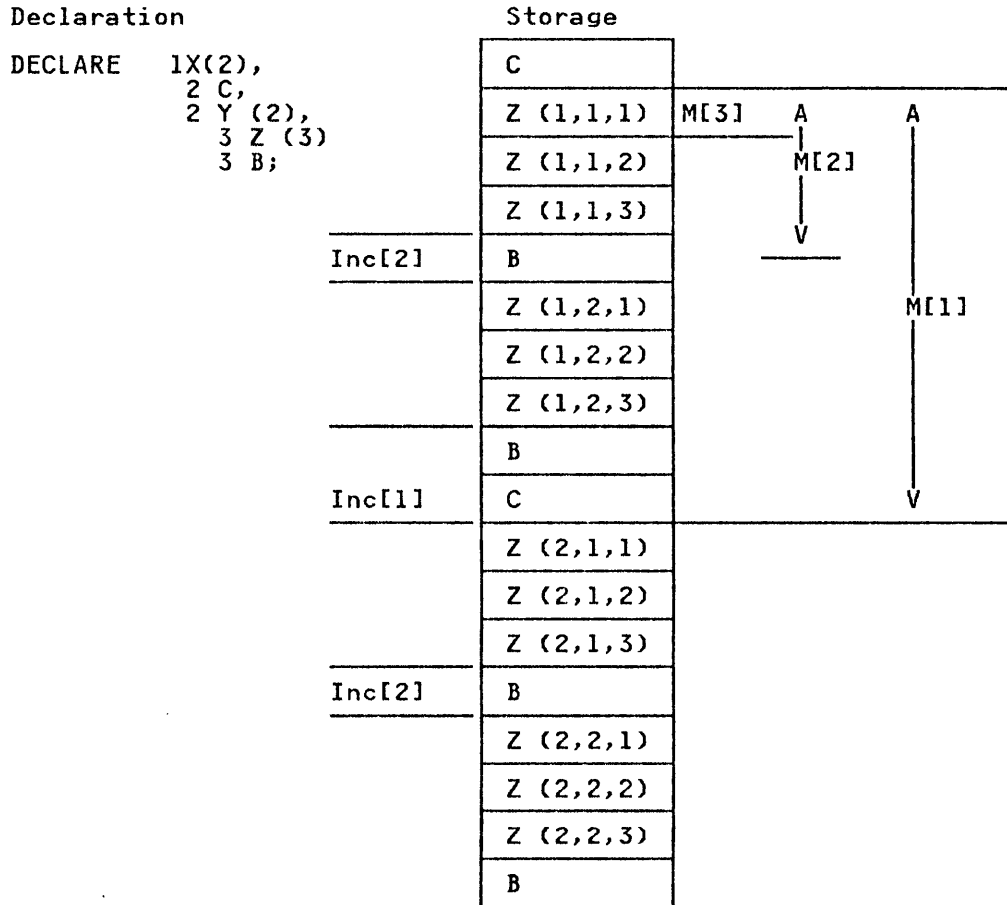 Declaration Storage
DECLARE 1X(2),
2 C,
2 Y (2),
3 Z (3)
3 B;
C
Z (1,1,1) M[3] A A
Z (1,1,2) M[2]
Z (1,1,3)
V
Inc[2] B
Z (1,2,1) M[1]
Z (1,2,2)
Z (1,2,3)
B
Inc[1] C V
Z (2,1,1)
Z (2,1,2)
Z (2,1,3)
Inc[2] B
Z (2,2,1)
Z (2,2,2)
Z (2,2,3)
B